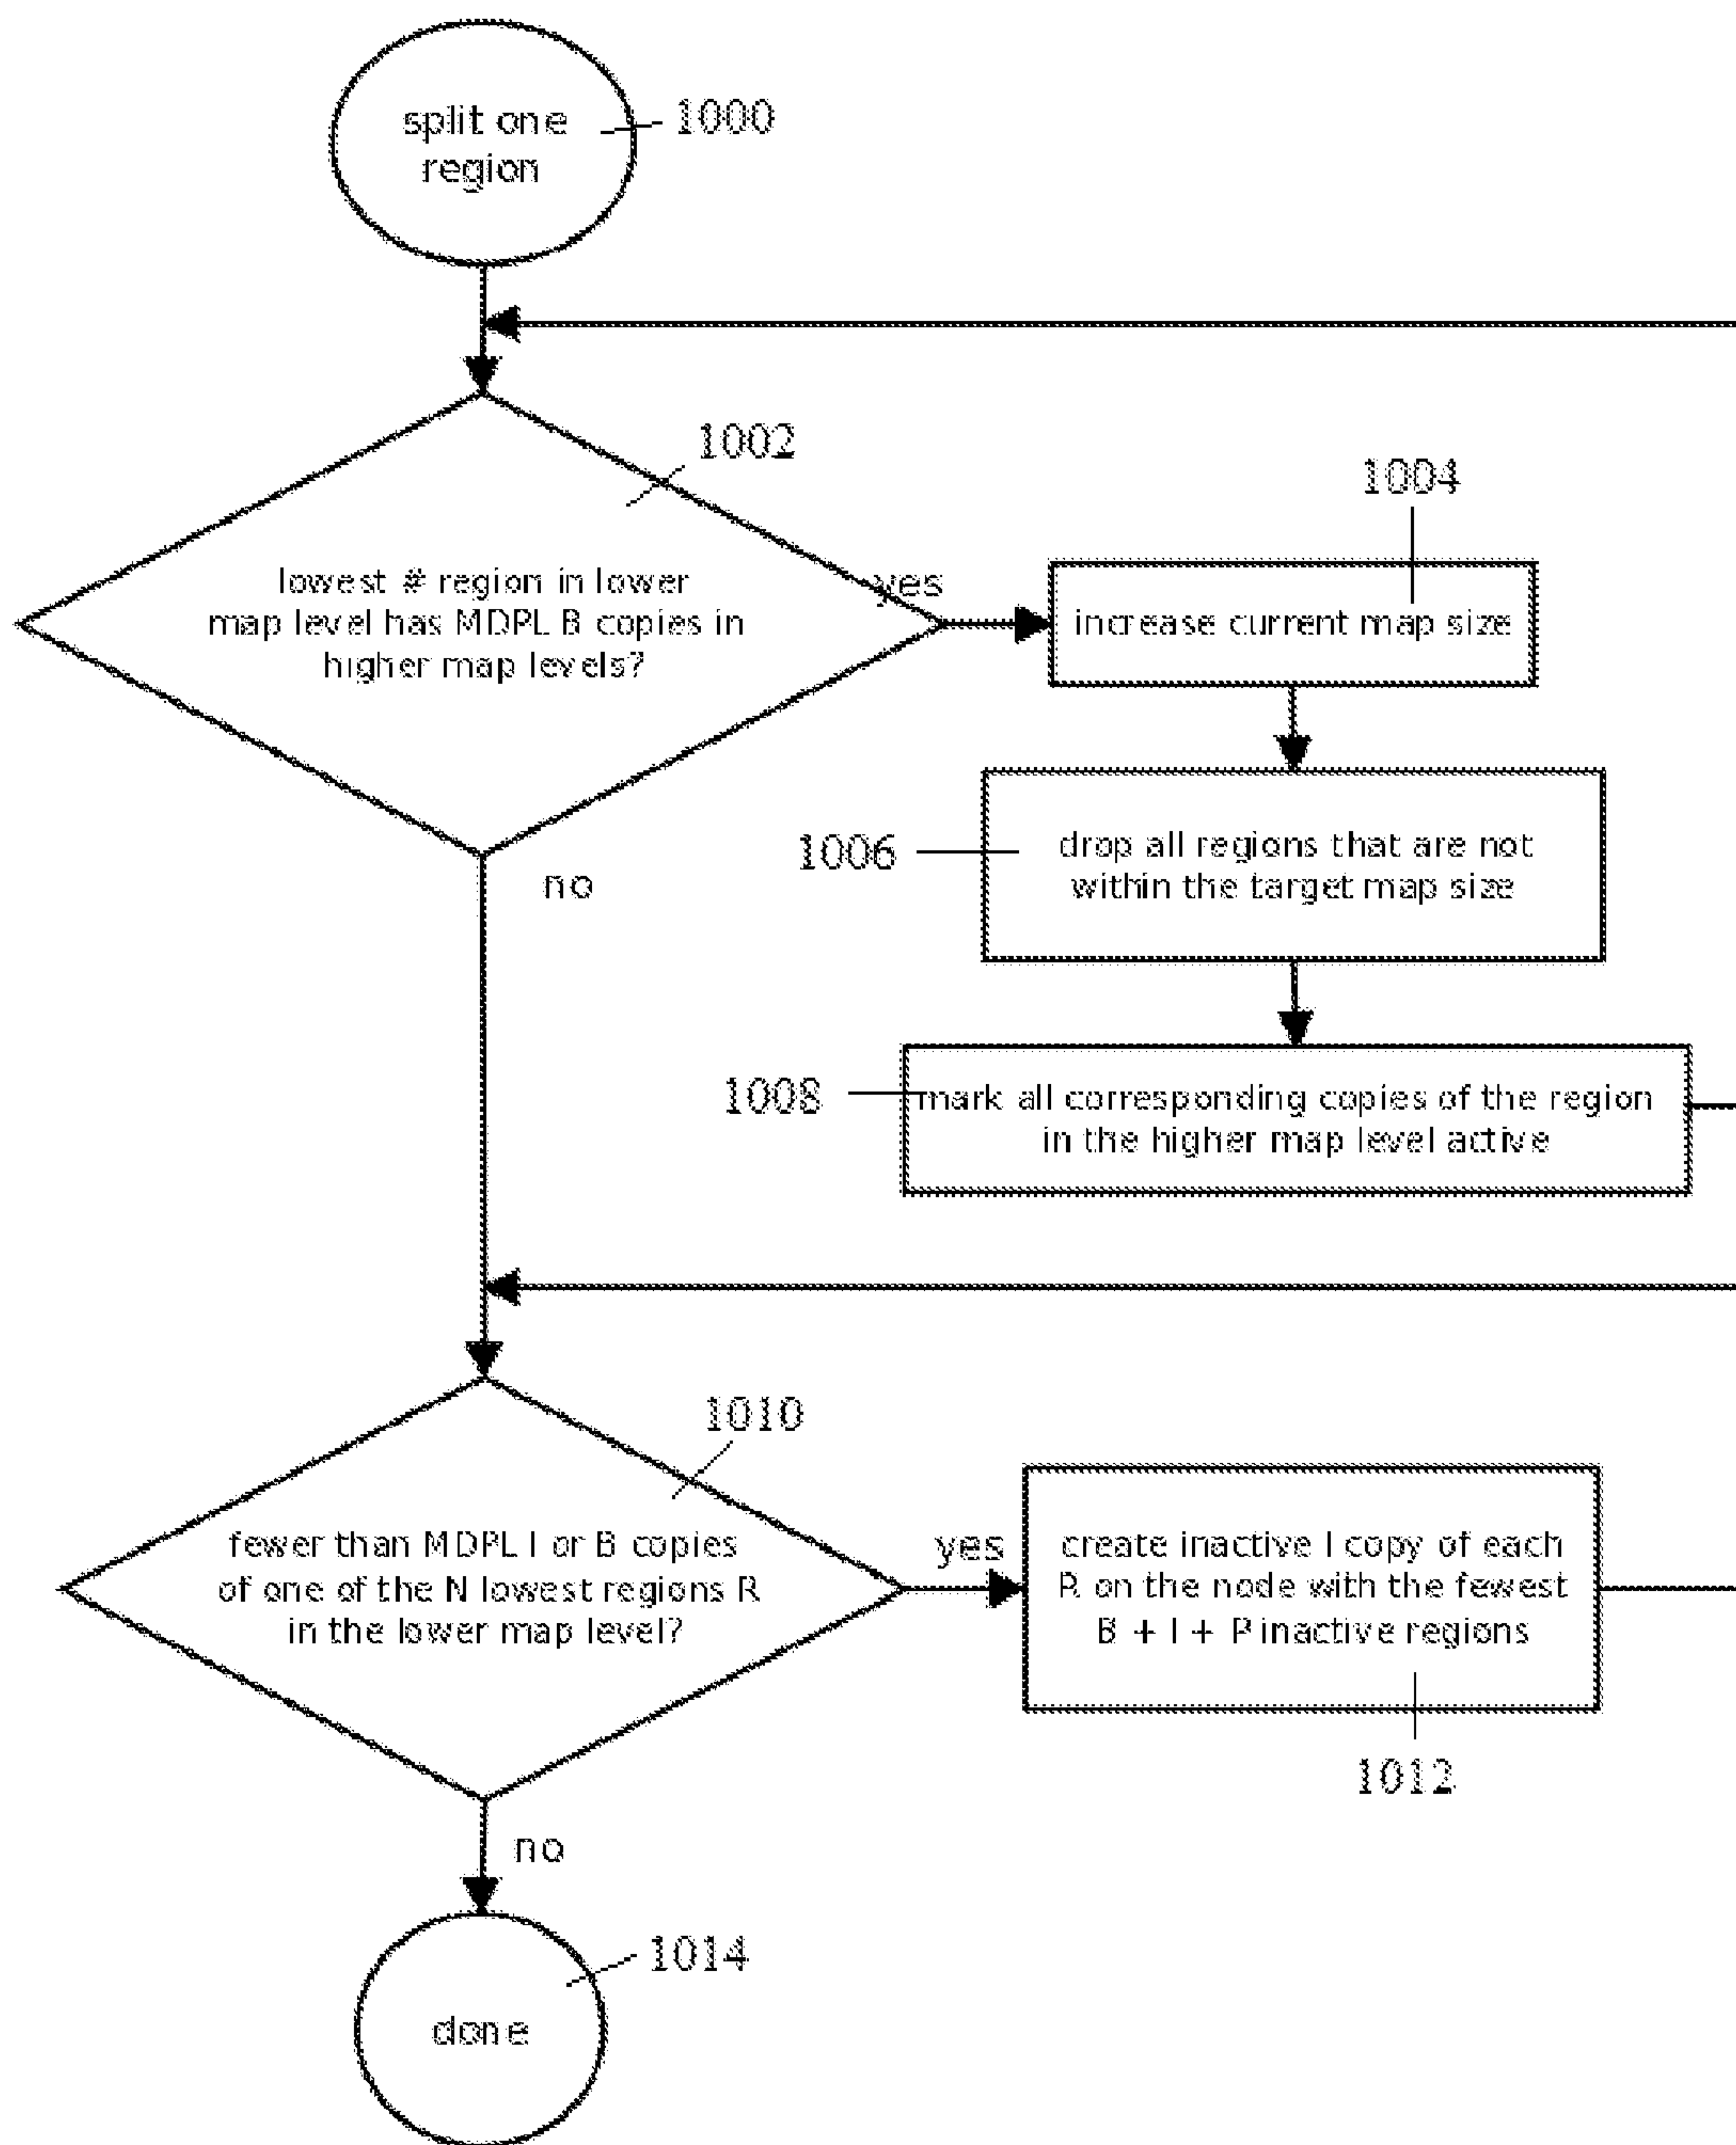 split one
region
1000
1002
lowest # region in lower
map level has MDPL B copies in
higher map levels?
yes
no
1004
increase current map size
1006
drop all regions that are not
within the target map size
1008
mark all corresponding copies of the region
in the higher map level active
1010
fewer than MDPL I or B copies
of one of the N lowest regions R
in the lower map level?
yes
no
create inactive I copy of each
R on the node with the fewest
B + I + P inactive regions
1012
1014
done